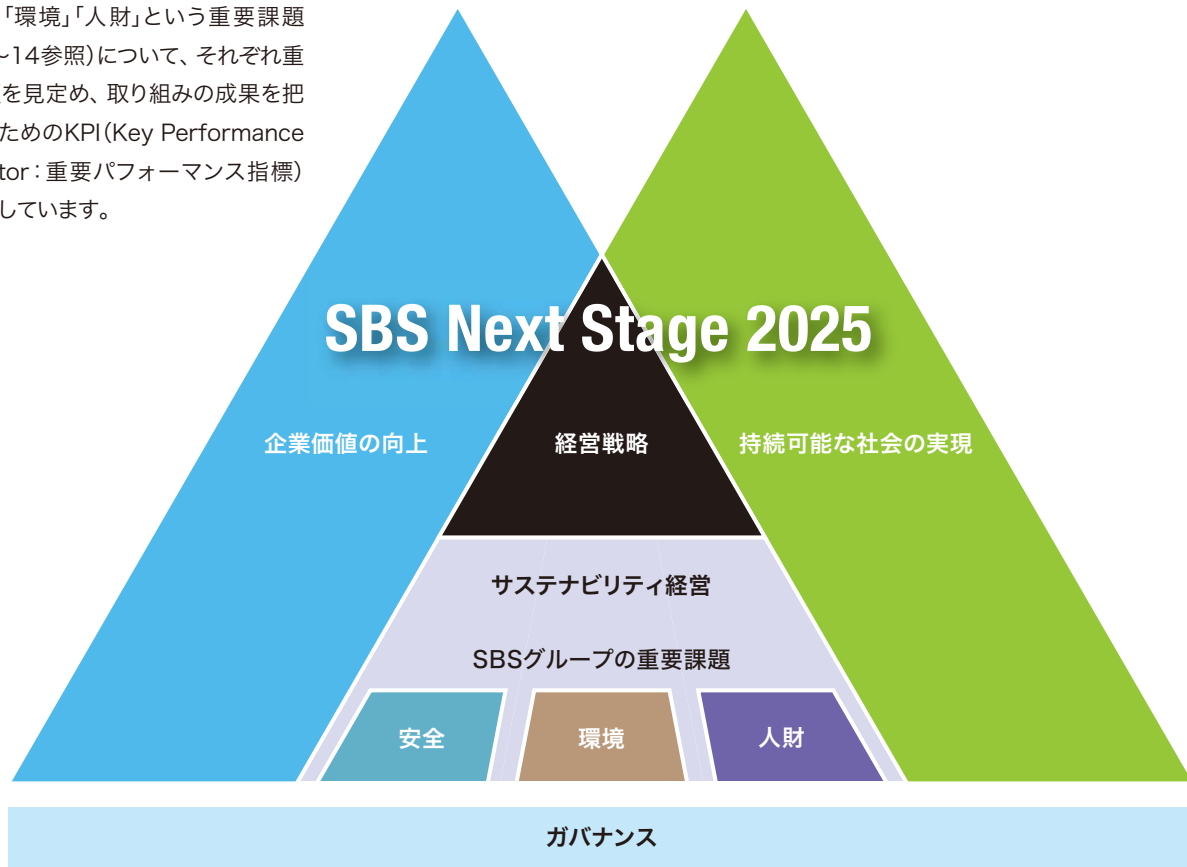 「環境」「人財」という重要課題
~14参照)について、それぞれ重
を見定め、取り組みの成果を把
ためのKPI(Key Performance
tor:重要パフォーマンス指標)
しています。
SBS Next Stage 2025
企業価値の向上
経営戦略
持続可能な社会の実現
サステナビリティ経営
SBSグループの重要課題
安全
環境
人財
ガバナンス